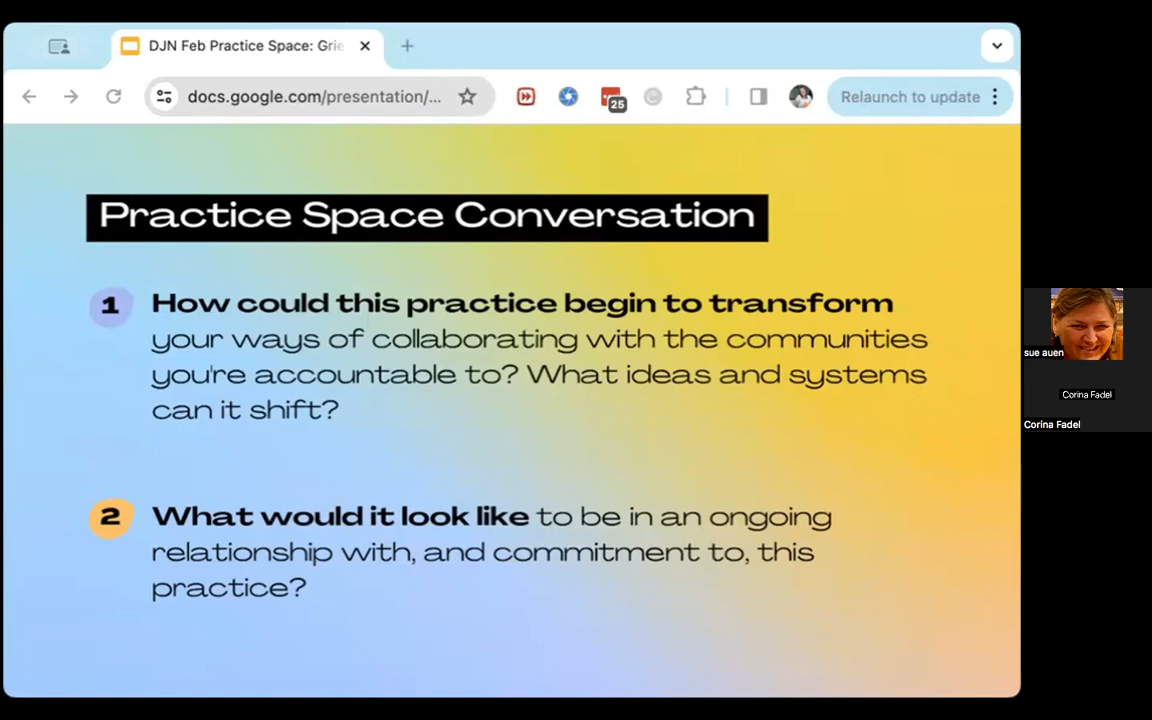 DJN Feb Practice Space: Grie
docs.google.com/presentation/...
25
Relaunch to update
Practice Space Conversation
1 How could this practice begin to transform
your ways of collaborating with the communities
you're accountable to? What ideas and systems
can it shift?
2 What would it look like to be in an ongoing
relationship with, and commitment to, this
practice?
sue auen
Corina Fadel
Corina Fadel